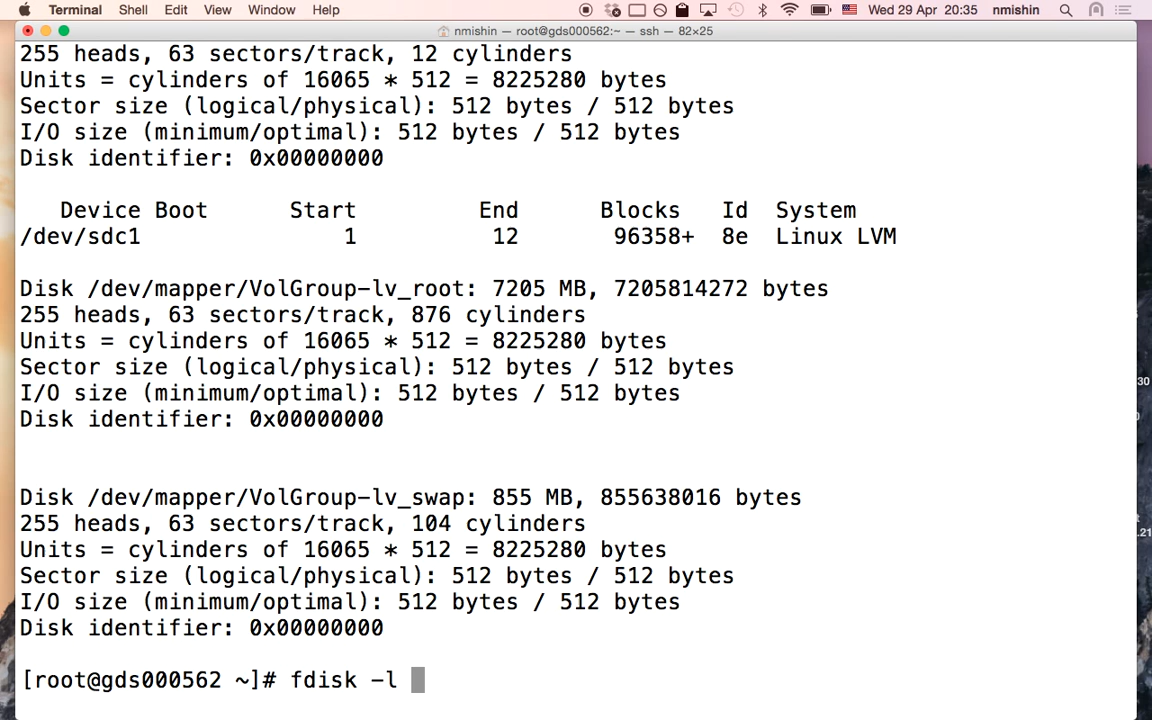 Terminal Shell Edit View Window Help Wed 29 Apr 20:35 nmishin
nmishin — root@gds000562:~ — ssh — 82×25
255 heads, 63 sectors/track, 12 cylinders
Units = cylinders of 16065 * 512 = 8225280 bytes
Sector size (logical/physical): 512 bytes / 512 bytes
I/O size (minimum/optimal): 512 bytes / 512 bytes
Disk identifier: 0x00000000
Device Boot Start End Blocks Id System
/dev/sdc1 1 12 96358+ 8e Linux LVM
Disk /dev/mapper/VolGroup-lv_root: 7205 MB, 7205814272 bytes
255 heads, 63 sectors/track, 876 cylinders
Units = cylinders of 16065 * 512 = 8225280 bytes
Sector size (logical/physical): 512 bytes / 512 bytes
I/O size (minimum/optimal): 512 bytes / 512 bytes
Disk identifier: 0x00000000
Disk /dev/mapper/VolGroup-lv_swap: 855 MB, 855638016 bytes
255 heads, 63 sectors/track, 104 cylinders
Units = cylinders of 16065 * 512 = 8225280 bytes
Sector size (logical/physical): 512 bytes / 512 bytes
I/O size (minimum/optimal): 512 bytes / 512 bytes
Disk identifier: 0x00000000
[root@gds000562 ~]# fdisk -l